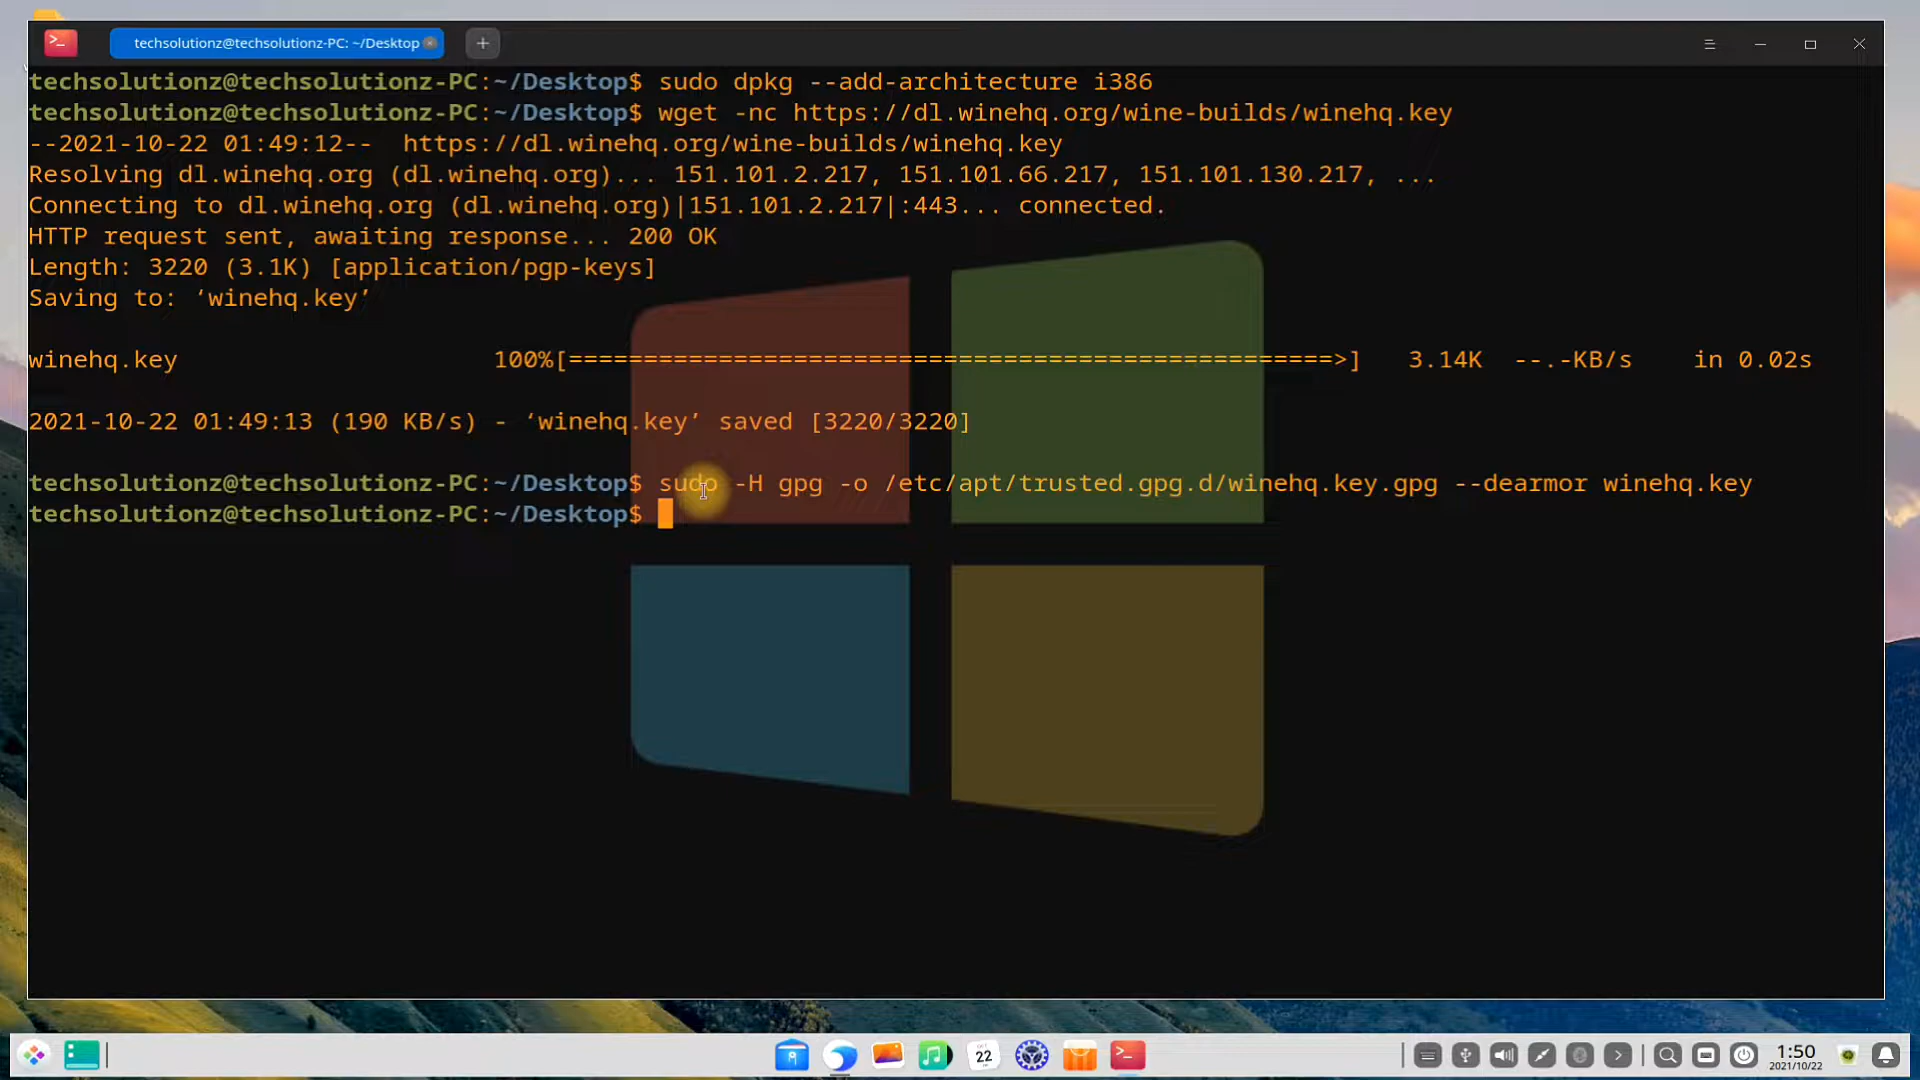 techsolutionz@techsolutionz-PC: ~/Desktop
techsolutionz@techsolutionz-PC:~/Desktop$ sudo dpkg --add-architecture i386
techsolutionz@techsolutionz-PC:~/Desktop$ wget -nc https://dl.winehq.org/wine-builds/winehq.key
--2021-10-22 01:49:12--  https://dl.winehq.org/wine-builds/winehq.key
Resolving dl.winehq.org (dl.winehq.org)... 151.101.2.217, 151.101.66.217, 151.101.130.217, ...
Connecting to dl.winehq.org (dl.winehq.org)|151.101.2.217|:443... connected.
HTTP request sent, awaiting response... 200 OK
Length: 3220 (3.1K) [application/pgp-keys]
Saving to: ‘winehq.key’
winehq.key 100%[===================================================>] 3.14K --.-KB/s in 0.02s
2021-10-22 01:49:13 (190 KB/s) - ‘winehq.key’ saved [3220/3220]
techsolutionz@techsolutionz-PC:~/Desktop$ sudo -H gpg -o /etc/apt/trusted.gpg.d/winehq.key.gpg --dearmor winehq.key
techsolutionz@techsolutionz-PC:~/Desktop$
22
1:50
2021/10/22